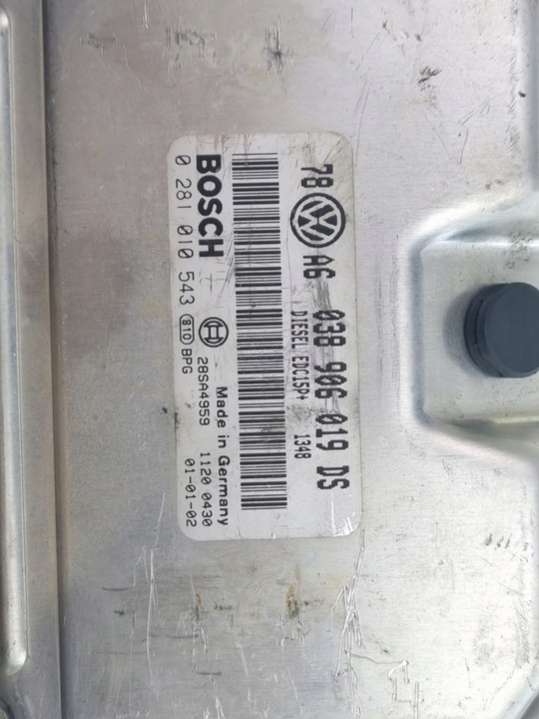 78 VW A6 038 906 019 DS
DIESEL EDC15P+ 1348
BOSCH
Made in Germany
0 281 010 543 810 BPG 28SA4959 1120 0430
01-01-02